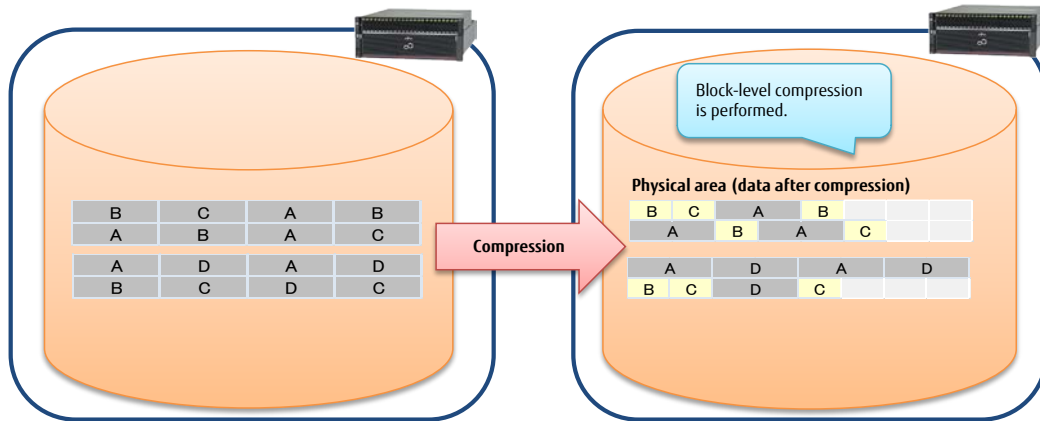 Block-level compression
is performed.
Physical area (data after compression)
B C A B
A B A C
A D A D
B C D C
Compression
B C A B
A B A C
A D A D
B C D C